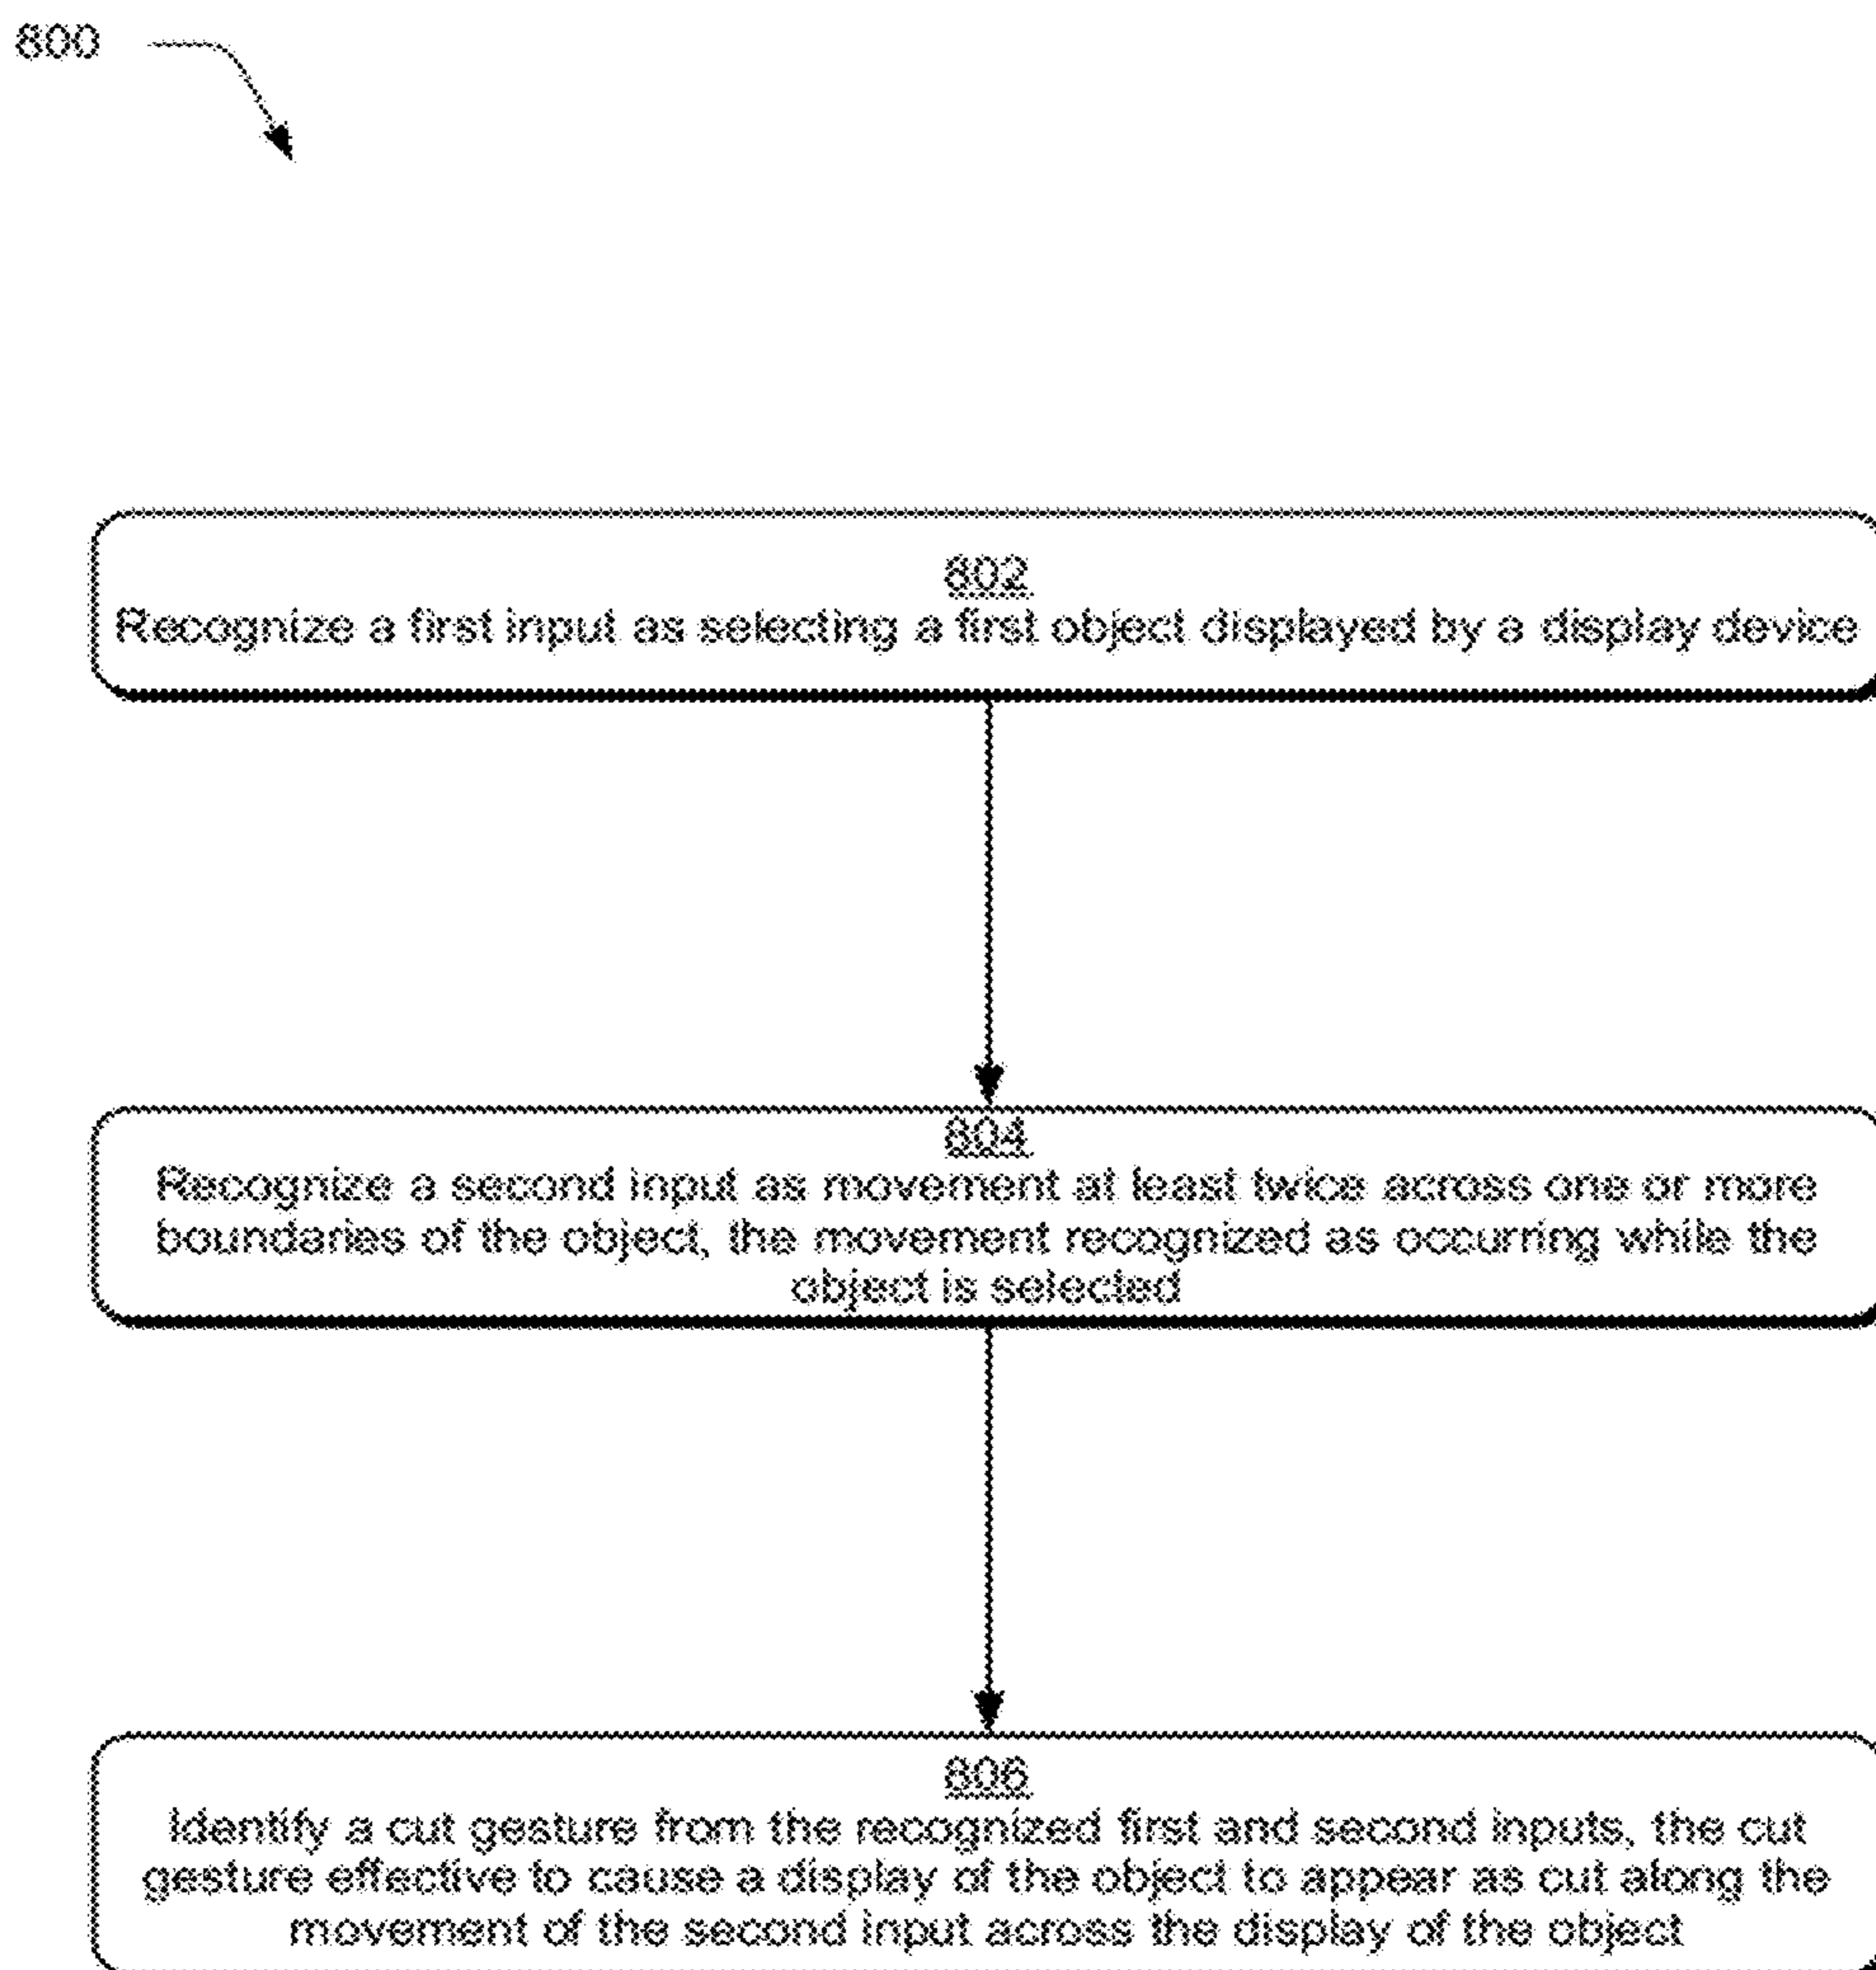 800
802
Recognize a first input as selecting a first object displayed by a display device
804
Recognize a second input as movement at least twice across one or more
boundaries of the object, the movement recognized as occurring while the
object is selected
806
Identify a cut gesture from the recognized first and second inputs, the cut
gesture effective to cause a display of the object to appear as cut along the
movement of the second input across the display of the object